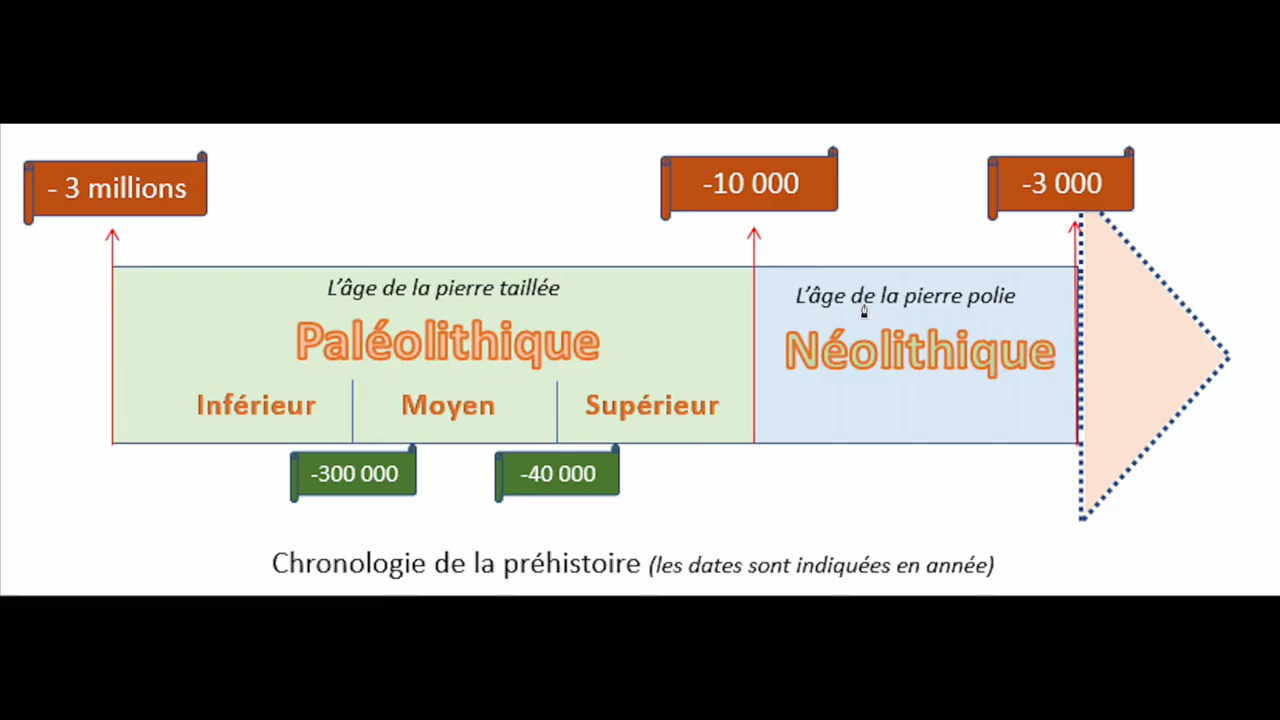 - 3 millions
-10 000
-3 000
L’âge de la pierre taillée
L’âge de la pierre polie
Paléolithique
Néolithique
Inférieur
Moyen
Supérieur
-300 000
-40 000
Chronologie de la préhistoire (les dates sont indiquées en année)